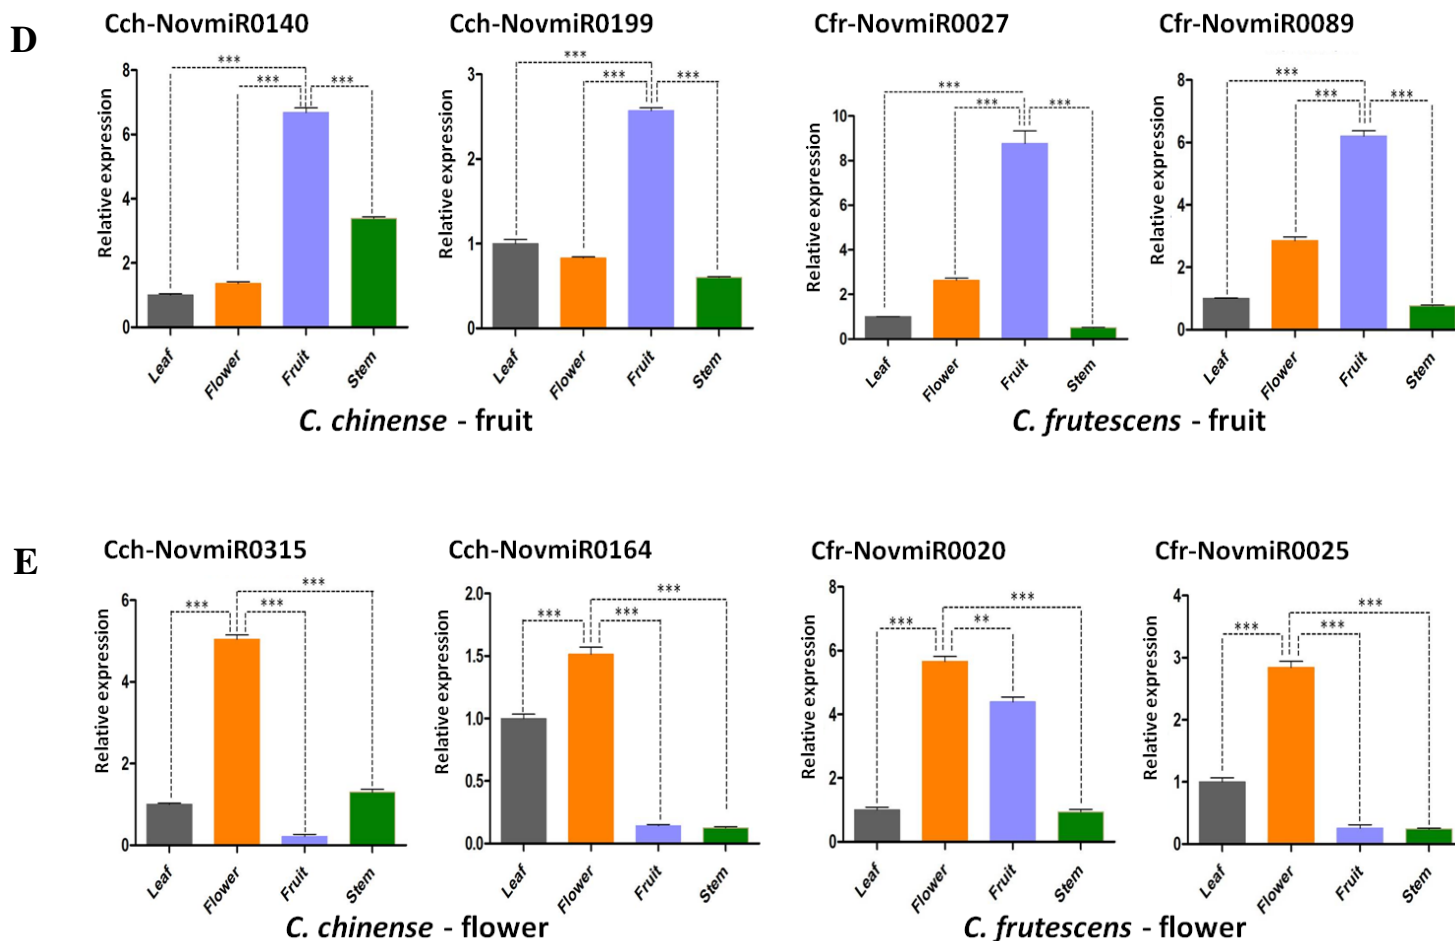 D
Cch-NovmiR0140
Cch-NovmiR0199
Cfr-NovmiR0027
Cfr-NovmiR0089
Relative expression
8
6
4
2
0
***
***
***
Leaf
Flower
Fruit
Stem
Relative expression
3
2
1
0
***
***
***
Leaf
Flower
Fruit
Stem
C. chinense - fruit
Relative expression
10
8
6
4
2
0
***
***
***
Leaf
Flower
Fruit
Stem
Relative expression
8
6
4
2
0
***
***
***
Leaf
Flower
Fruit
Stem
C. frutescens - fruit
E
Cch-NovmiR0315
Cch-NovmiR0164
Cfr-NovmiR0020
Cfr-NovmiR0025
Relative expression
6
4
2
0
***
***
***
Leaf
Flower
Fruit
Stem
Relative expression
2.0
1.5
1.0
0.5
0.0
***
***
***
Leaf
Flower
Fruit
Stem
C. chinense - flower
Relative expression
8
6
4
2
0
***
**
***
Leaf
Flower
Fruit
Stem
Relative expression
4
3
2
1
0
***
***
***
Leaf
Flower
Fruit
Stem
C. frutescens - flower